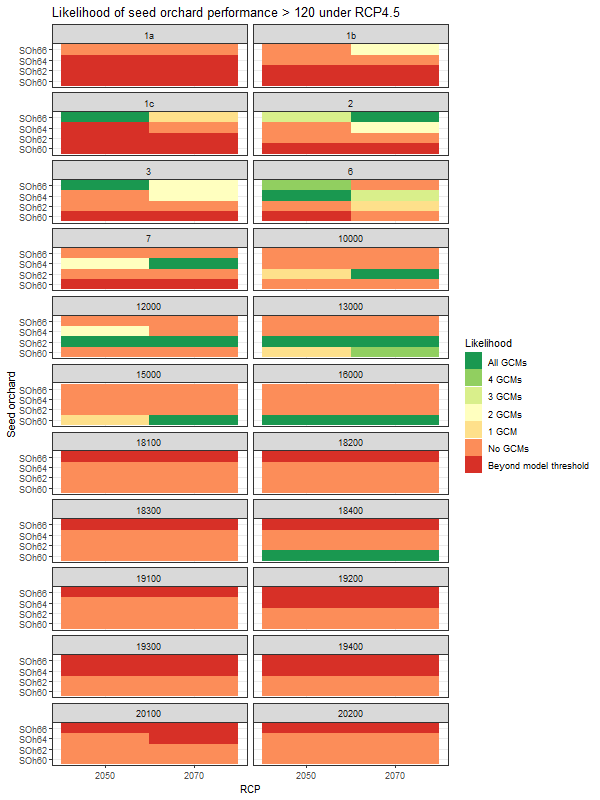 Likelihood of seed orchard performance > 120 under RCP4.5
1a
1b
SOh66
SOh64
SOh62
SOh60
1c
2
SOh66
SOh64
SOh62
SOh60
3
6
SOh66
SOh64
SOh62
SOh60
7
10000
SOh66
SOh64
SOh62
SOh60
12000
13000
SOh66
SOh64
SOh62
SOh60
15000
16000
SOh66
SOh64
SOh62
SOh60
18100
18200
SOh66
SOh64
SOh62
SOh60
18300
18400
SOh66
SOh64
SOh62
SOh60
19100
19200
SOh66
SOh64
SOh62
SOh60
19300
19400
SOh66
SOh64
SOh62
SOh60
20100
20200
SOh66
SOh64
SOh62
SOh60
2050
2070
2050
2070
RCP
Seed orchard
Likelihood
All GCMs
4 GCMs
3 GCMs
2 GCMs
1 GCM
No GCMs
Beyond model threshold